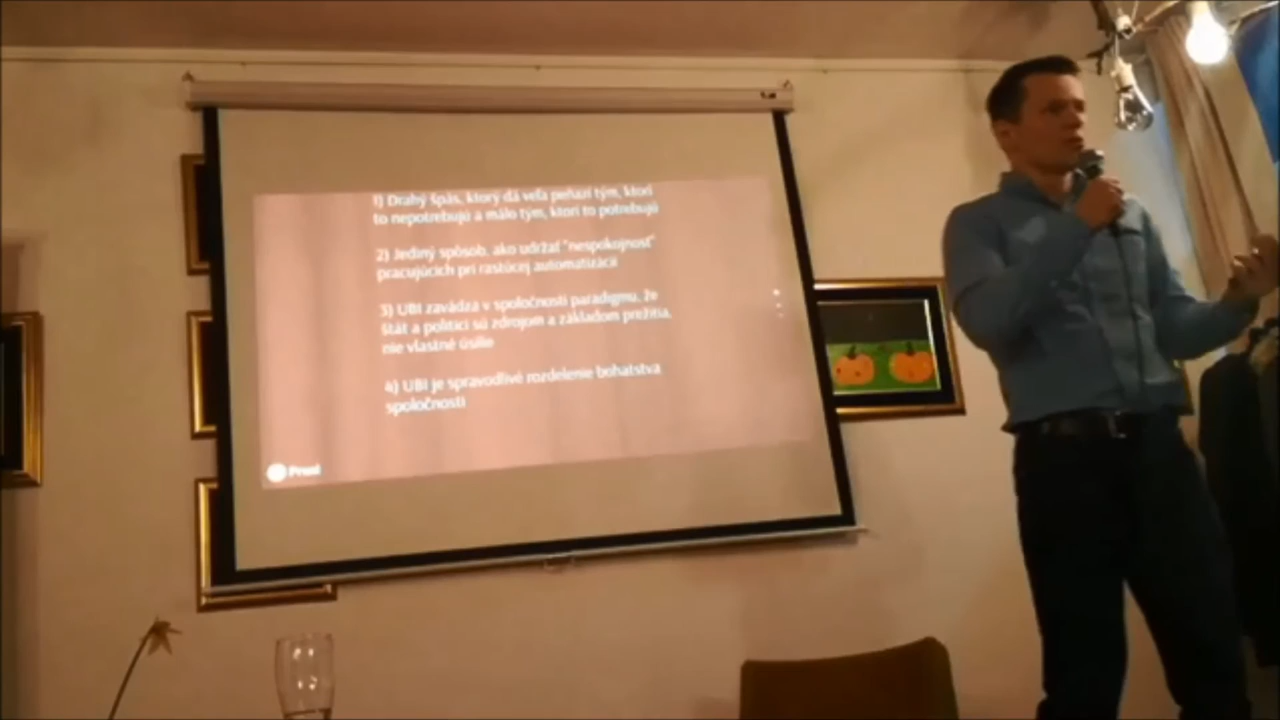 1) Drahý špás, ktorý dá veľa peňazí tým, ktorí
to nepotrebujú a málo tým, ktorí to potrebujú
2) Jediný spôsob, ako udržať "nespokojnosť"
pracujúcich pri rastúcej automatizácii
3) UBI zavádza v spoločnosti paradigmu, že
štát a politici sú zdrojom a základom prežitia,
nie vlastné úsilie
4) UBI je spravodlivé rozdelenie bohatstva
spoločnosti
Prezi